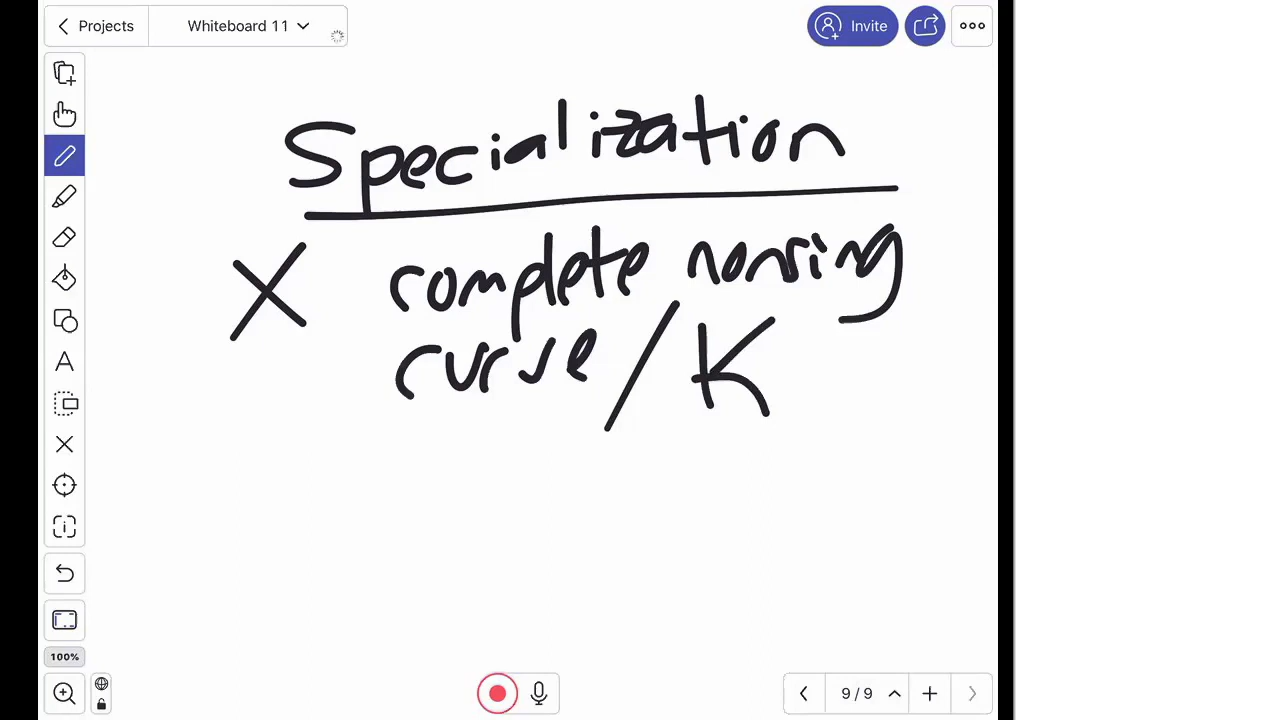 Projects
Whiteboard 11
Invite
Specialization
X complete nonsing
curve / K
A
100%
9 / 9